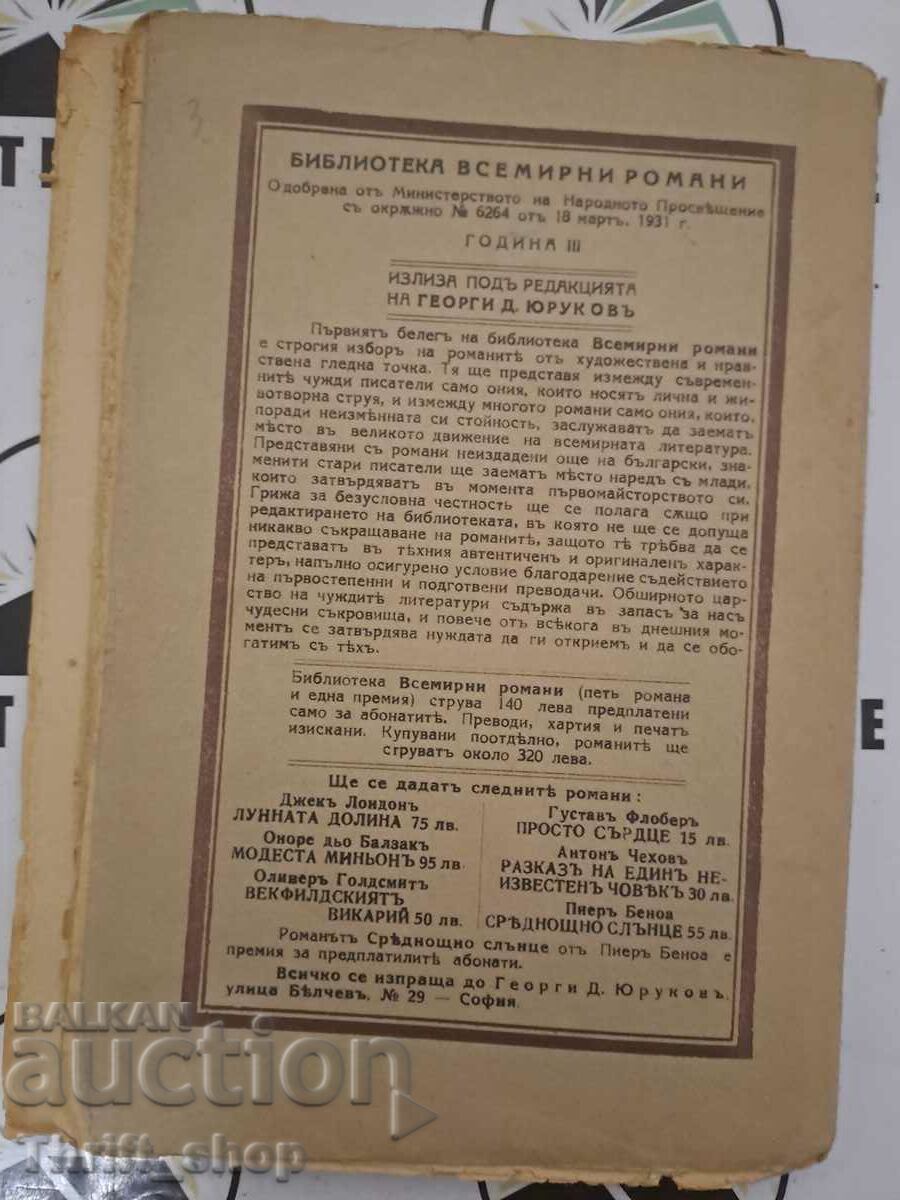 3
БИБЛИОТЕКА ВСЕМИРНИ РОМАНИ
Одобрена отъ Министерството на Народното Просвѣщение
съ окрѫжно № 6264 отъ 18 мартъ, 1931 г.
ГОДИНА III
ИЗЛИЗА ПОДЪ РЕДАКЦИЯТА
НА ГЕОРГИ Д. ЮРУКОВЪ
Първиятъ белегъ на библиотека Всемирни романи
е строгия изборъ на романитѣ отъ художествена и нрав-
ствена гледна точка. Тя ще представя измежду съвремен-
нитѣ чужди писатели само ония, които носятъ лична и жи-
вотворна струя, и измежду многото романи само ония, които,
поради неизмѣнната си стойность, заслужаватъ да заематъ
мѣсто въ великото движение на всемирната литература.
Представяни съ романи неиздадени още на български, зна-
менити стари писатели ще заематъ мѣсто наредъ съ млади,
които затвърдяватъ въ момента първомайсторството си.
Грижа за безусловна честность ще се полага сѫщо при
редактирането на библиотеката, въ която не ще се допуща
никакво съкращаване на романитѣ, защото тѣ трѣбва да се
представятъ въ тѣхния автентиченъ и оригиналенъ харак-
теръ, напълно осигурено условие благодарение съдействието
на първостепенни и подготвени преводачи. Обширното цар-
ство на чуждитѣ литератури съдържа въ запасъ за насъ
чудесни съкровища, и повече отъ всѣкога въ днешния мо-
ментъ се затвърдява нуждата да ги откриемъ и да се обо-
гатимъ съ тѣхъ.
Библиотека Всемирни романи (петь романа
и една премия) струва 140 лева предплатени
само за абонатитѣ. Преводи, хартия и печатъ
изискани. Купувани поотдѣлно, романитѣ ще
струватъ около 320 лева.
Ще се дадатъ следнитѣ романи:
Джекъ Лондонъ
ЛУННАТА ДОЛИНА 75 лв.
Оноре дьо Балзакъ
МОДЕСТА МИНЬОНЪ 95 лв.
Оливеръ Голдсмитъ
ВЕКФИЛДСКИЯТЪ
ВИКАРИЙ 50 лв.
Густавъ Флоберъ
ПРОСТО СЪРДЦЕ 15 лв.
Антонъ Чеховъ
РАЗКАЗЪ НА ЕДИНЪ НЕ-
ИЗВЕСТЕНЪ ЧОВѢКЪ 30 лв.
Пиеръ Беноа
СРѢДНОЩНО СЛЪНЦЕ 55 лв.
Романътъ Срѣднощно слънце от Пиеръ Беноа е
премия за предплатилитѣ абонати.
Всичко се изпраща до Георги Д. Юруковъ,
улица Бѣлчевъ, № 29 — София.
BALKAN
auction
Thrift_shop